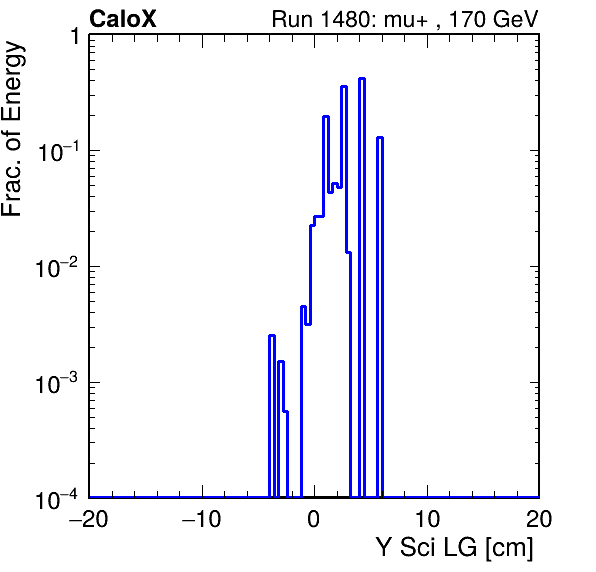 CaloX Run 1480: mu+ , 170 GeV
Frac. of Energy
1
10⁻¹
10⁻²
10⁻³
10⁻⁴
−20 −10 0 10 20
Y Sci LG [cm]